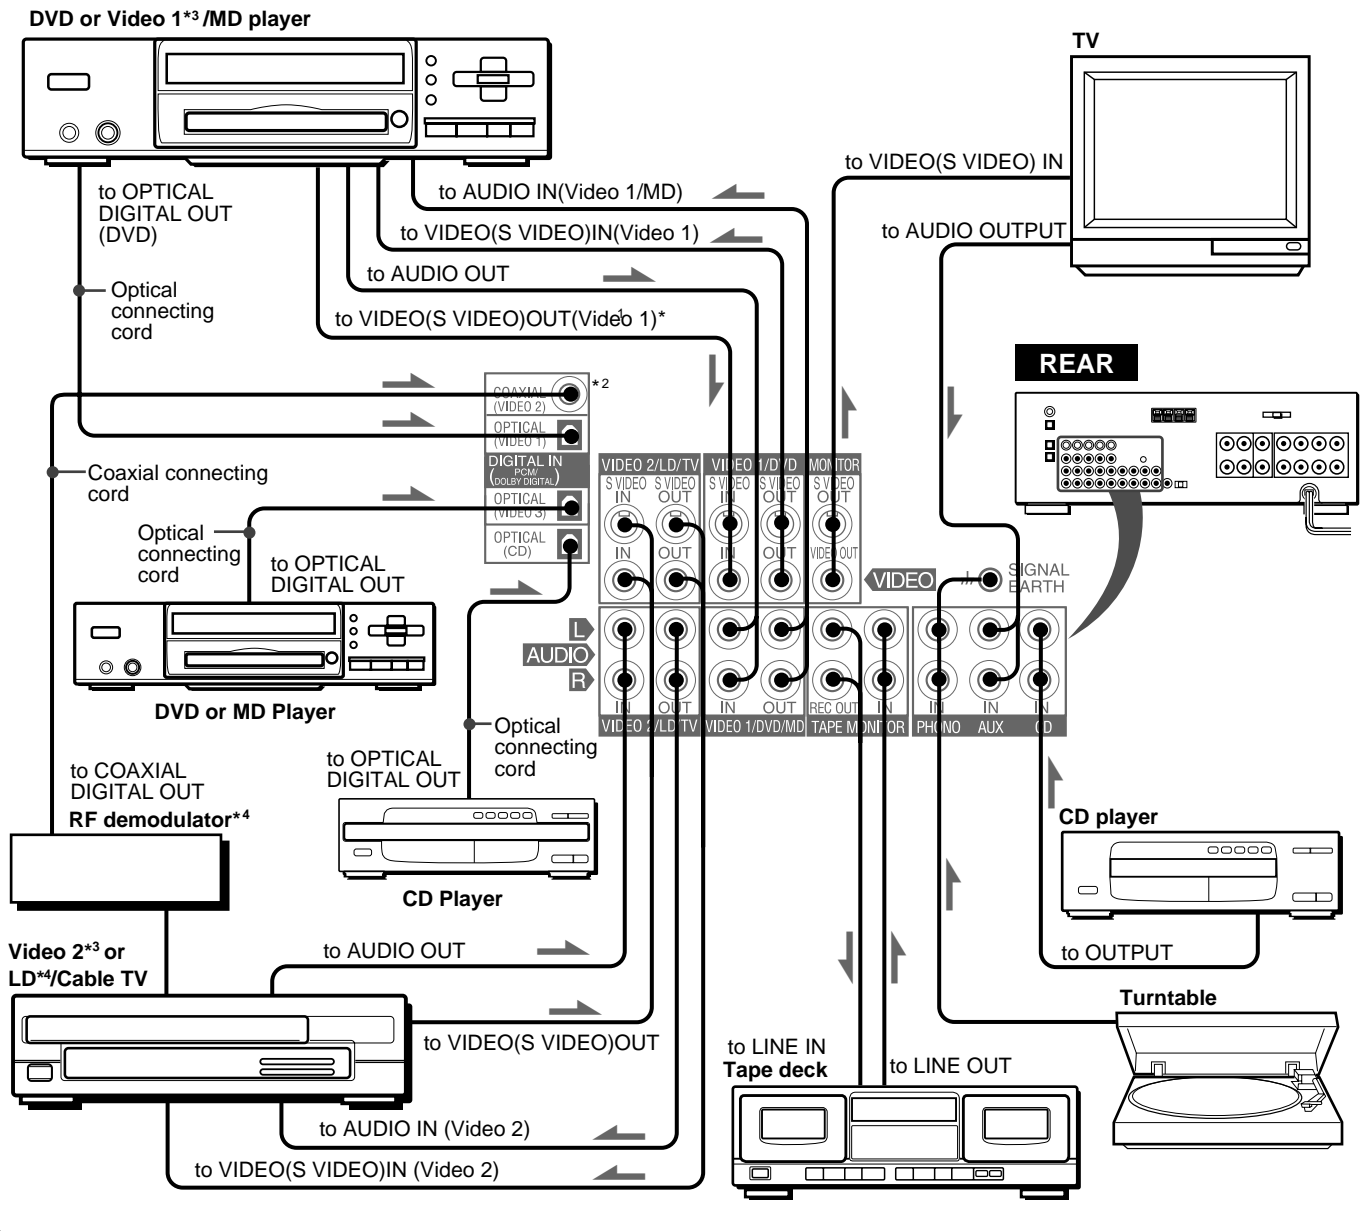 DVD or Video 1*3 /MD player
TV
to VIDEO(S VIDEO) IN
to OPTICAL
DIGITAL OUT
(DVD)
to AUDIO IN(Video 1/MD)
to VIDEO(S VIDEO)IN(Video 1)
to AUDIO OUTPUT
to AUDIO OUT
Optical
connecting
cord
to VIDEO(S VIDEO)OUT(Video 1)*1
REAR
COAXIAL
(VIDEO 2)
*2
OPTICAL
(VIDEO 1)
DIGITAL IN
(PCM/
DOLBY DIGITAL)
OPTICAL
(VIDEO 3)
OPTICAL
(CD)
Coaxial connecting
cord
Optical
connecting
cord
to OPTICAL
DIGITAL OUT
VIDEO 2/LD/TV VIDEO 1/DVD MONITOR
S VIDEO S VIDEO S VIDEO S VIDEO S VIDEO
IN OUT IN OUT OUT
IN OUT IN OUT VIDEO OUT
VIDEO
SIGNAL
EARTH
L
AUDIO
R
IN OUT IN OUT REC OUT IN IN IN IN
VIDEO 2/LD/TV VIDEO 1/DVD/MD TAPE MONITOR PHONO AUX CD
DVD or MD Player
Optical
connecting
cord
to OPTICAL
DIGITAL OUT
to COAXIAL
DIGITAL OUT
RF demodulator*4
CD Player
CD player
to OUTPUT
Video 2*3 or
LD*4/Cable TV
to AUDIO OUT
to VIDEO(S VIDEO)OUT
Turntable
to LINE IN
Tape deck
to LINE OUT
to AUDIO IN (Video 2)
to VIDEO(S VIDEO)IN (Video 2)